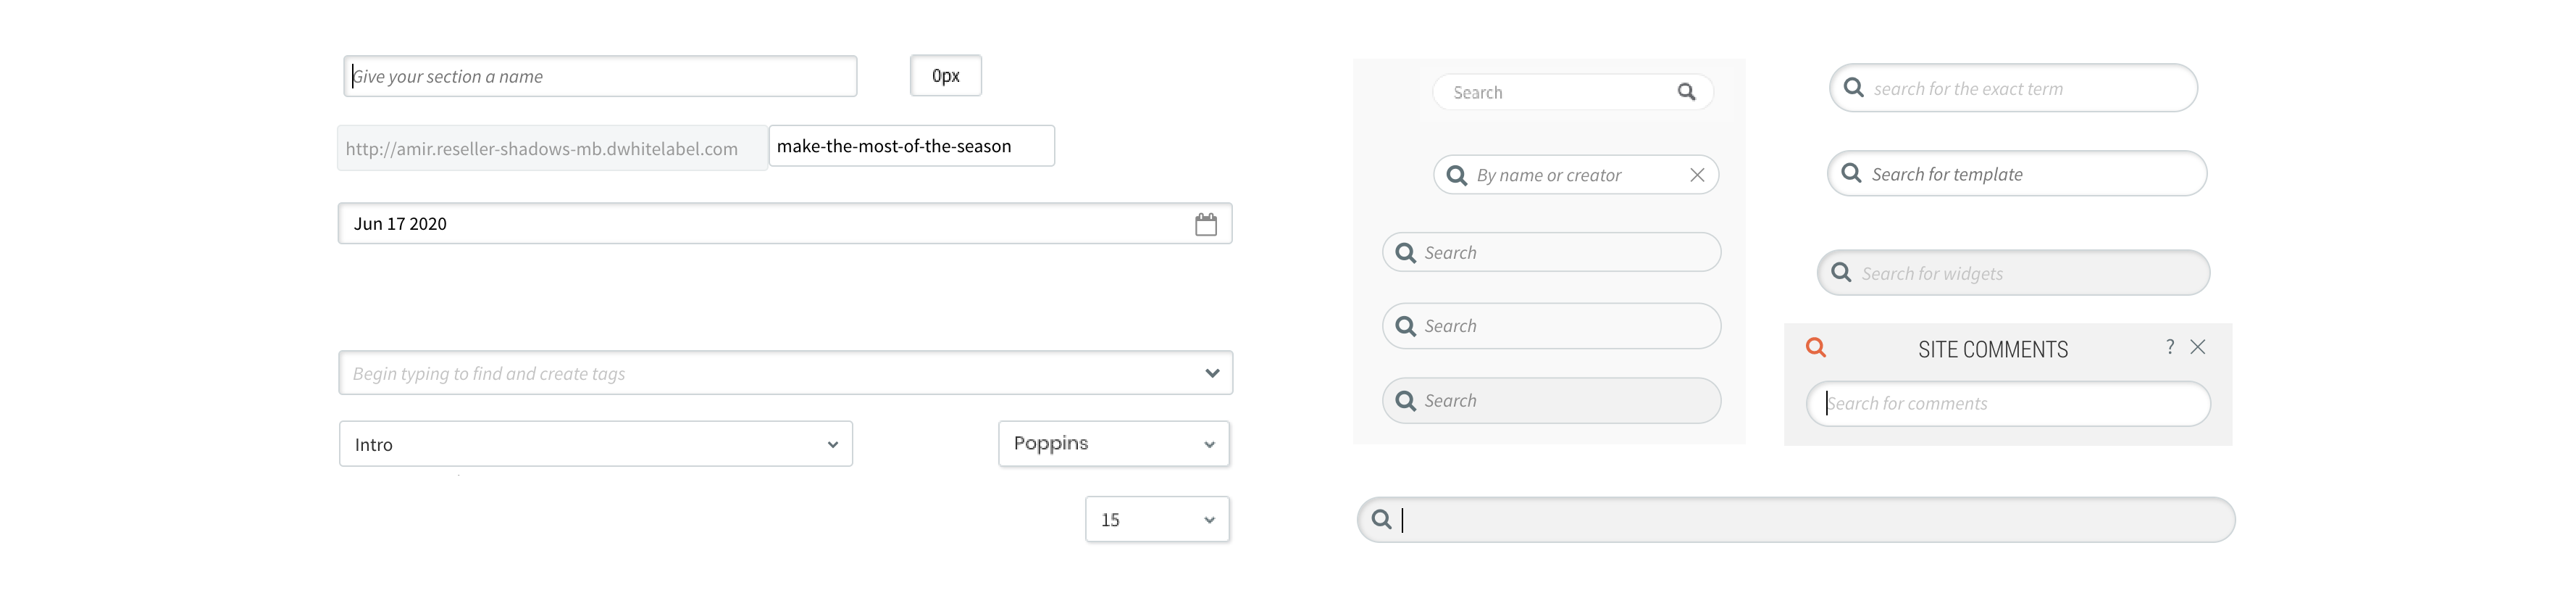 Give your section a name
0px
http://amir.reseller-shadows-mb.dwhitelabel.com
make-the-most-of-the-season
Jun 17 2020
Begin typing to find and create tags
Intro
Poppins
15
Search
By name or creator
Search
Search
Search
search for the exact term
Search for template
Search for widgets
SITE COMMENTS
?
Search for comments